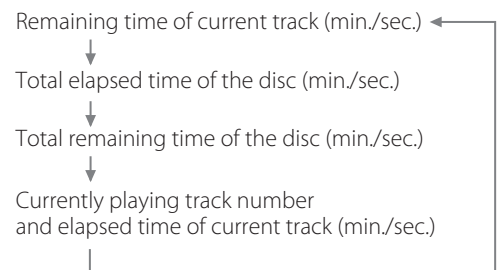 Remaining time of current track (min./sec.)
Total elapsed time of the disc (min./sec.)
Total remaining time of the disc (min./sec.)
Currently playing track number
and elapsed time of current track (min./sec.)